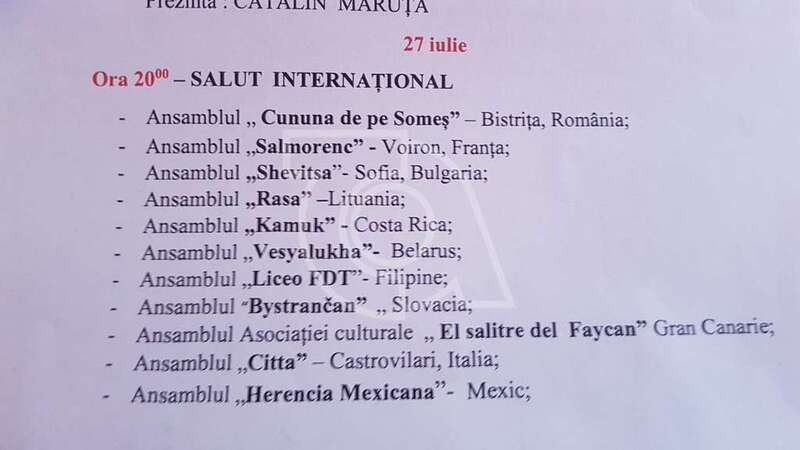 Prezintă : CĂTĂLIN MĂRUȚĂ
27 iulie
Ora 20⁰⁰ – SALUT INTERNAȚIONAL
- Ansamblul „ Cununa de pe Someș” – Bistrița, România;
- Ansamblul „Salmorenc” - Voiron, Franța;
- Ansamblul „Shevitsa”- Sofia, Bulgaria;
- Ansamblul „Rasa” –Lituania;
- Ansamblul „Kamuk” - Costa Rica;
- Ansamblul „Vesyalukha”- Belarus;
- Ansamblul „Liceo FDT”- Filipine;
- Ansamblul “Bystrančan” „ Slovacia;
- Ansamblul Asociației culturale „ El salitre del Faycan” Gran Canarie;
- Ansamblul „Citta” – Castrovilari, Italia;
- Ansamblul „Herencia Mexicana”- Mexic;